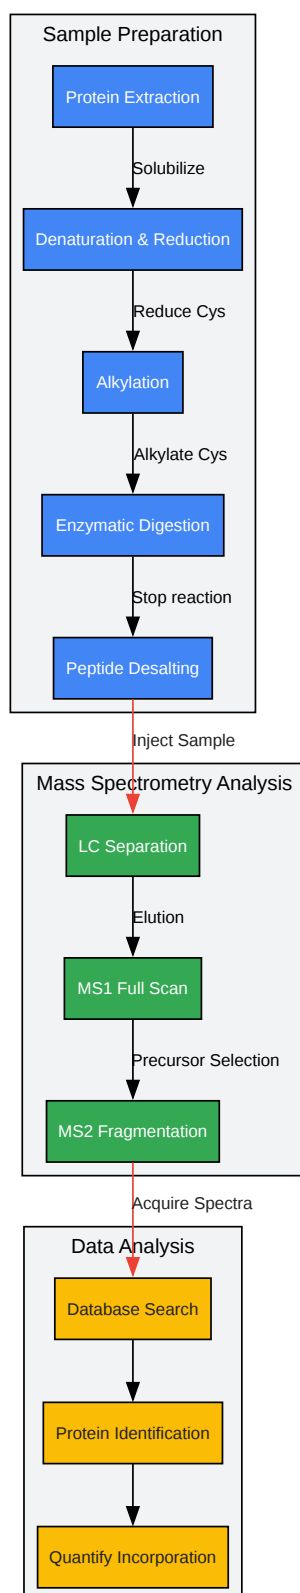 Sample Preparation
Protein Extraction
Solubilize
Denaturation & Reduction
Reduce Cys
Alkylation
Alkylate Cys
Enzymatic Digestion
Stop reaction
Peptide Desalting
Inject Sample
Mass Spectrometry Analysis
LC Separation
Elution
MS1 Full Scan
Precursor Selection
MS2 Fragmentation
Acquire Spectra
Data Analysis
Database Search
Protein Identification
Quantify Incorporation